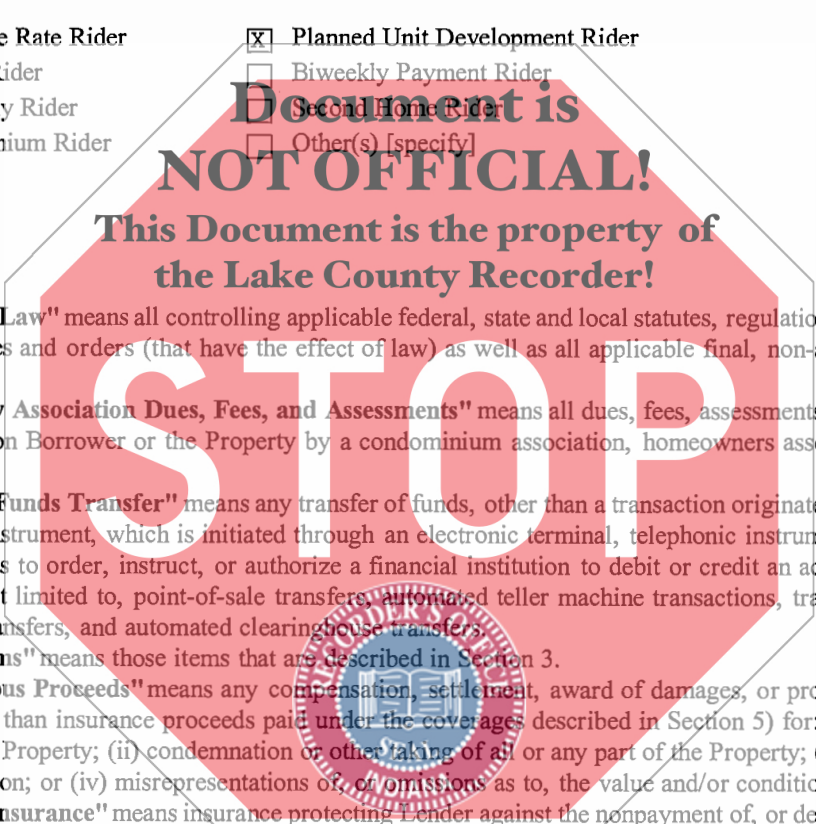 e Rate Rider [X] Planned Unit Development Rider
ider Biweekly Payment Rider
y Rider Second Home Rider
nium Rider Other(s) [specify]
Document is
NOT OFFICIAL!
This Document is the property of
the Lake County Recorder!
Law" means all controlling applicable federal, state and local statutes, regulatio
s and orders (that have the effect of law) as well as all applicable final, non-a
STOP
y Association Dues, Fees, and Assessments" means all dues, fees, assessments
on Borrower or the Property by a condominium association, homeowners asso
Funds Transfer" means any transfer of funds, other than a transaction originate
strument, which is initiated through an electronic terminal, telephonic instrum
s to order, instruct, or authorize a financial institution to debit or credit an ac
t limited to, point-of-sale transfers, automated teller machine transactions, tra
nsfers, and automated clearinghouse transfers.
ms" means those items that are described in Section 3.
ous Proceeds" means any compensation, settlement, award of damages, or pro
than insurance proceeds paid under the coverages described in Section 5) for:
Property; (ii) condemnation or other taking of all or any part of the Property; (
on; or (iv) misrepresentations of, or omissions as to, the value and/or conditio
nsurance" means insurance protecting Lender against the nonpayment of, or de
RECORDER'S OFFIC
INDIANA